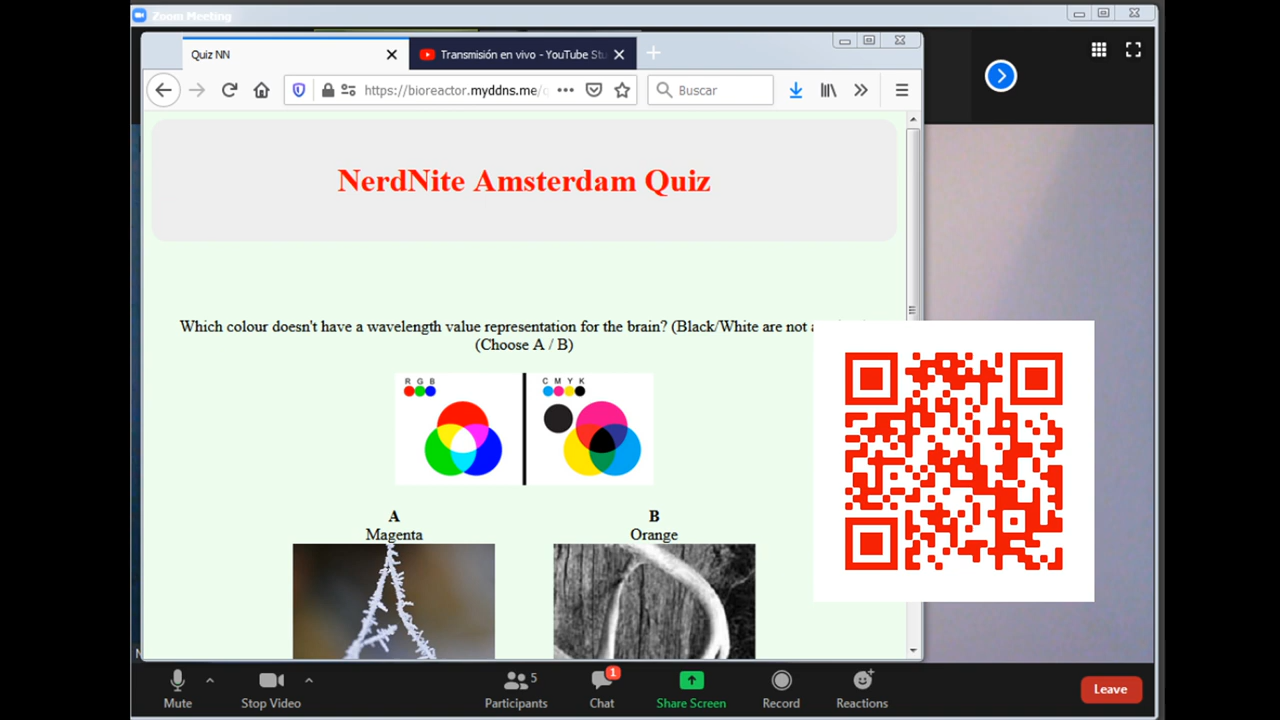 Zoom Meeting
Quiz NN
Transmisión en vivo - YouTube Stu
https://bioreactor.myddns.me/q
Buscar
NerdNite Amsterdam Quiz
Which colour doesn't have a wavelength value representation for the brain? (Black/White are not
(Choose A / B)
R G B
C M Y K
A
B
Magenta
Orange
5
1
Mute
Stop Video
Participants
Chat
Share Screen
Record
Reactions
Leave